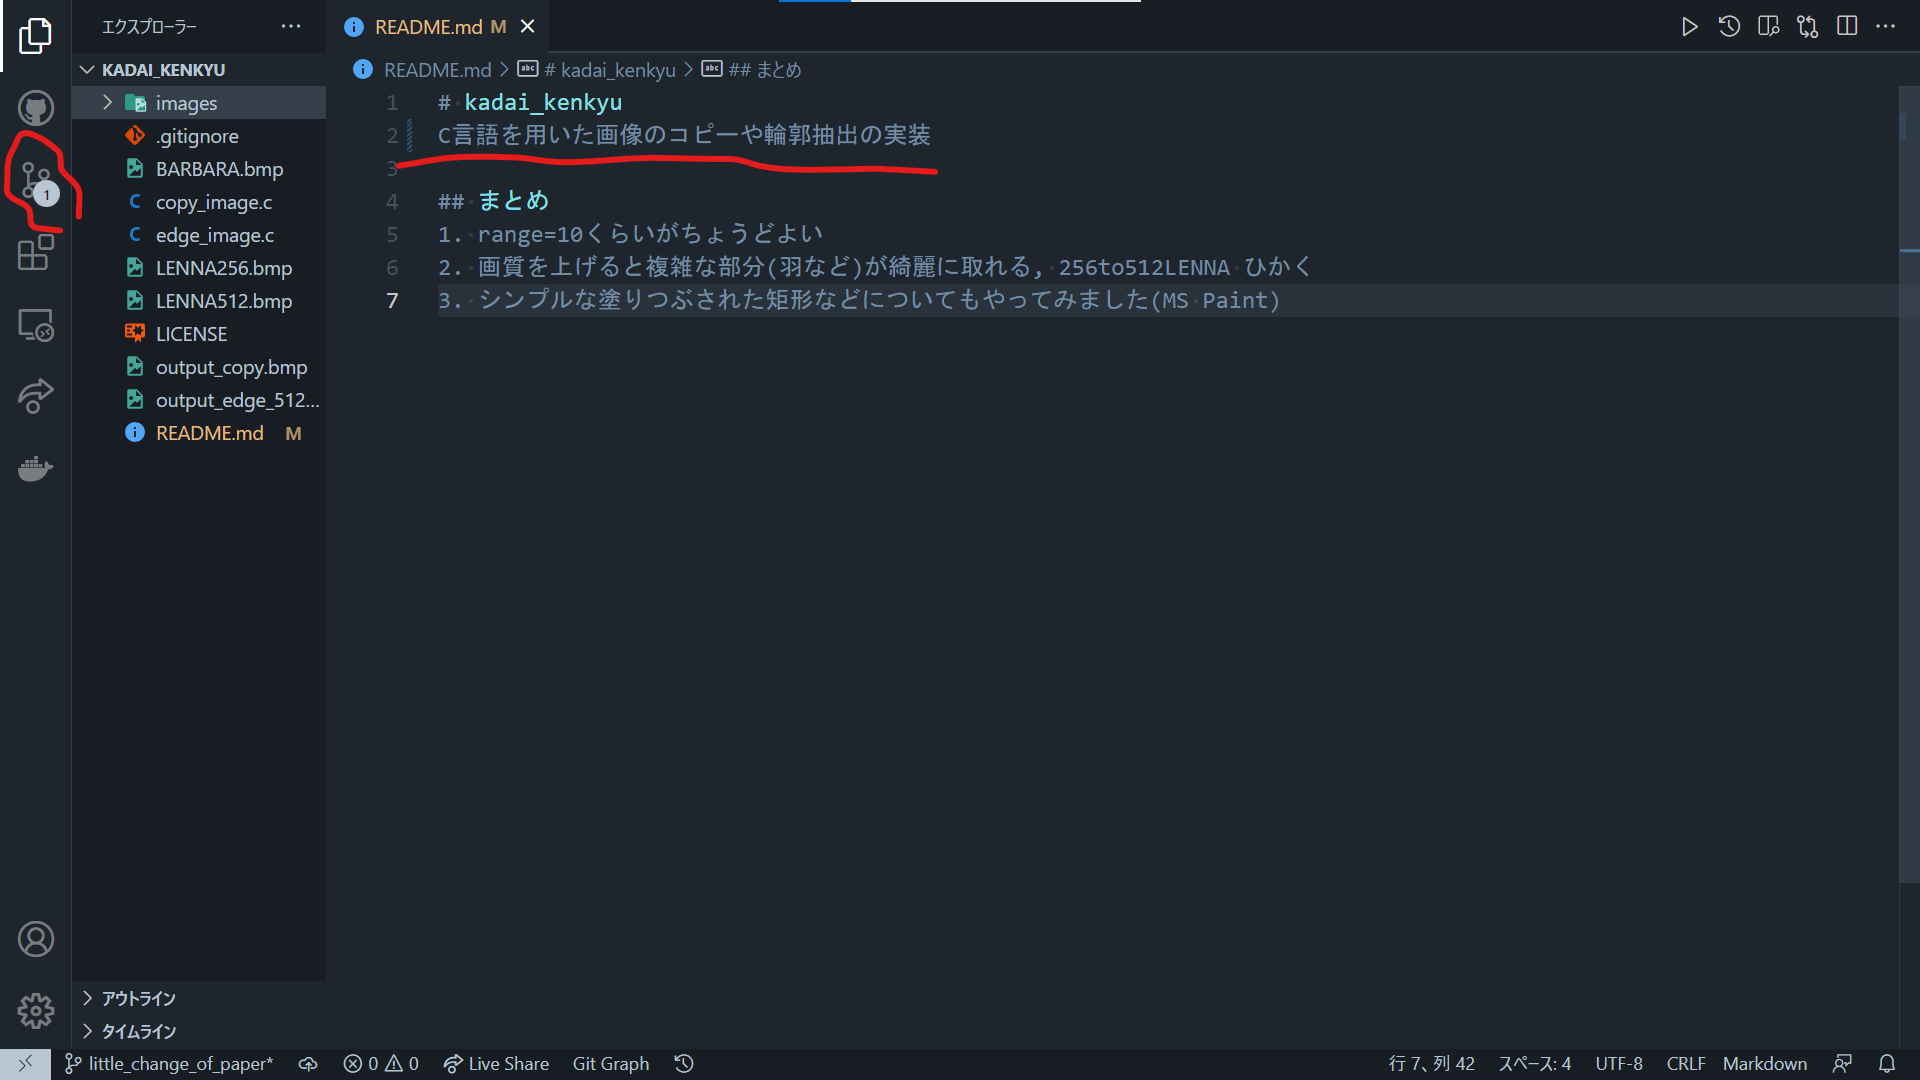 エクスプローラー
README.md M
KADAI_KENKYU
README.md > # kadai_kenkyu > ## まとめ
images
.gitignore
BARBARA.bmp
copy_image.c
edge_image.c
LENNA256.bmp
LENNA512.bmp
LICENSE
output_copy.bmp
output_edge_512...
README.md M
1
1 # kadai_kenkyu
2 C言語を用いた画像のコピーや輪郭抽出の実装
3
4 ## まとめ
5 1. range=10くらいがちょうどよい
6 2. 画質を上げると複雑な部分(羽など)が綺麗に取れる, 256to512LENNA ひかく
7 3. シンプルな塗りつぶされた矩形などについてもやってみました(MS Paint)
アウトライン
タイムライン
little_change_of_paper* 0 0 Live Share Git Graph 行 7、列 42 スペース: 4 UTF-8 CRLF Markdown